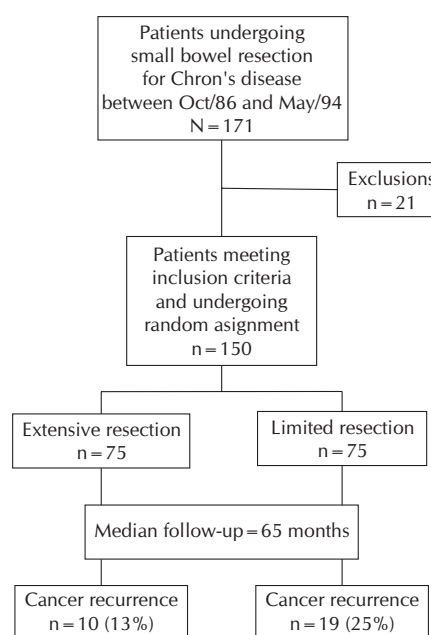 Patients undergoing
small bowel resection
for Chron's disease
between Oct/86 and May/94
N = 171
Exclusions
n = 21
Patients meeting
inclusion criteria
and undergoing
random asignment
n = 150
Extensive resection
n = 75
Limited resection
n = 75
Median follow-up = 65 months
Cancer recurrence
n = 10 (13%)
Cancer recurrence
n = 19 (25%)